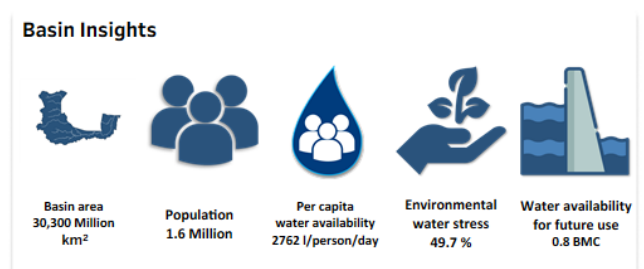 Basin Insights
Basin area
30,300 Million
km²
Population
1.6 Million
Per capita
water availability
2762 l/person/day
Environmental
water stress
49.7 %
Water availability
for future use
0.8 BMC